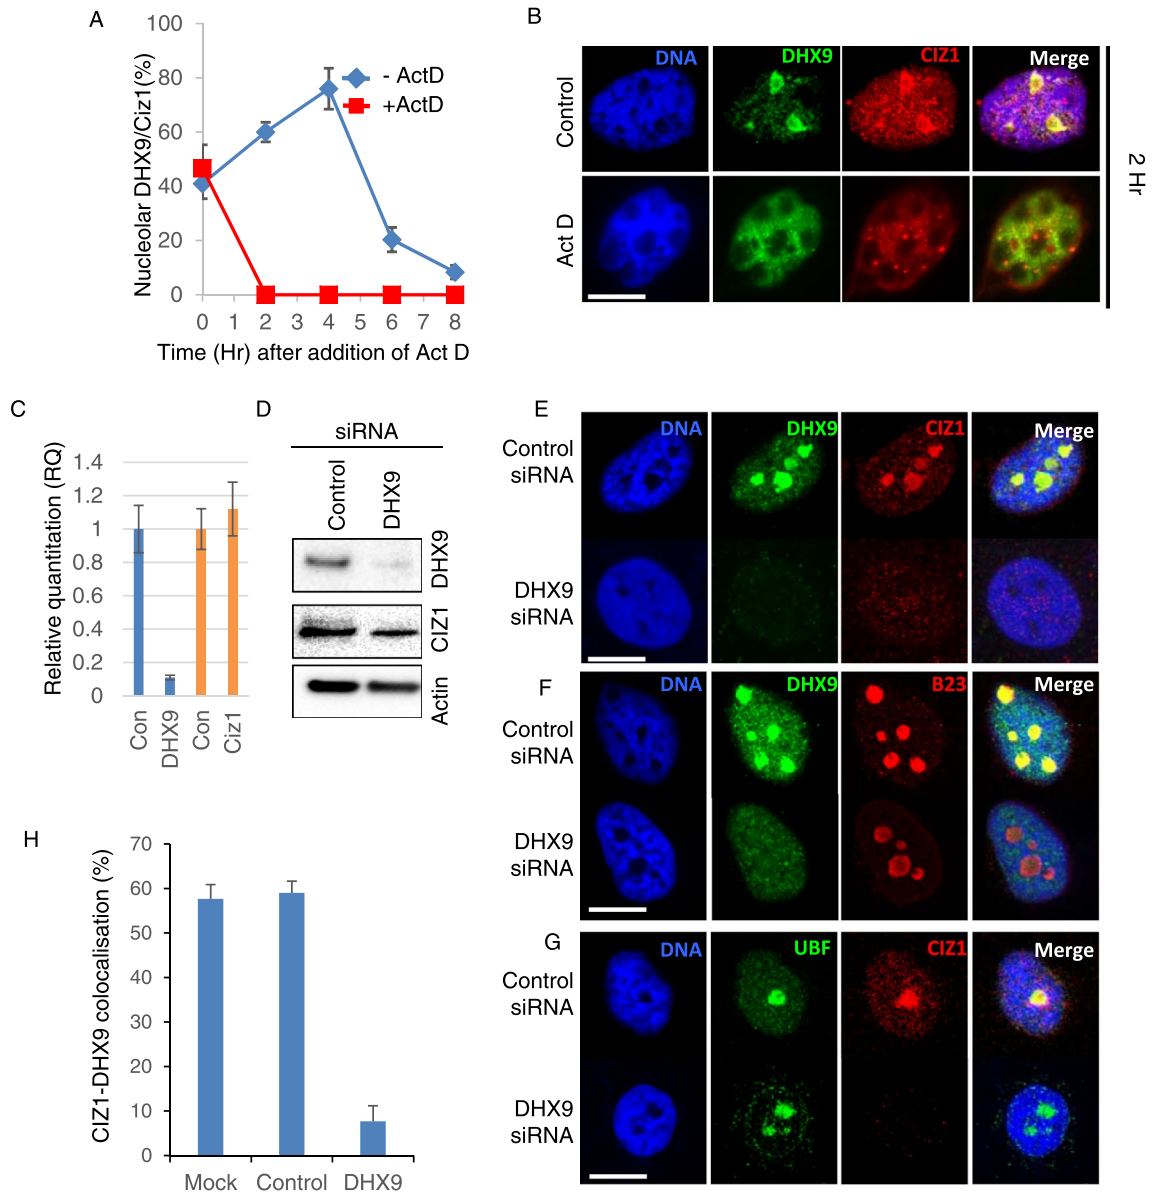 A
Nucleolar DHX9/Ciz1(%)
100
80
60
40
20
0
- ActD
+ActD
0 1 2 3 4 5 6 7 8
Time (Hr) after addition of Act D
B
DNA DHX9 CIZ1 Merge
Control
Act D
2 Hr
C
Relative quantitation (RQ)
1.4
1.2
1
0.8
0.6
0.4
0.2
0
Con DHX9 Con Ciz1
D
siRNA
Control DHX9
DHX9
CIZ1
Actin
E
DNA DHX9 CIZ1 Merge
Control
siRNA
DHX9
siRNA
F
DNA DHX9 B23 Merge
Control
siRNA
DHX9
siRNA
G
DNA UBF CIZ1 Merge
Control
siRNA
DHX9
siRNA
H
CIZ1-DHX9 colocalisation (%)
70
60
50
40
30
20
10
0
Mock Control DHX9